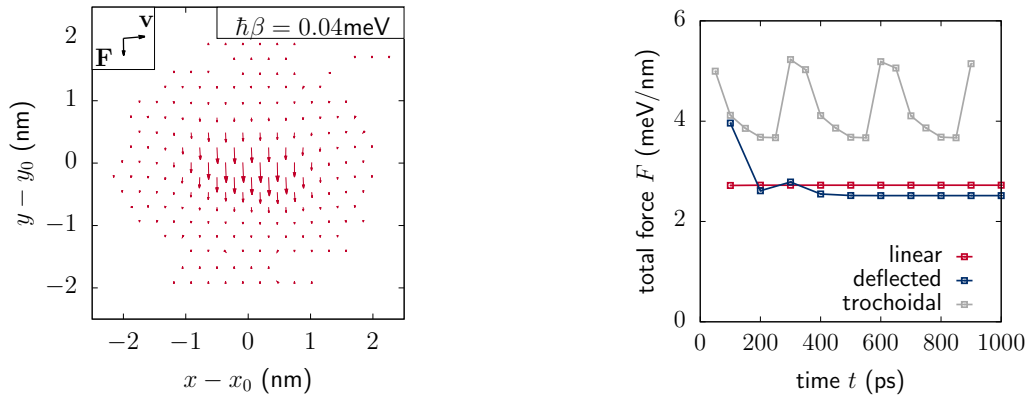 ℏβ = 0.04meV
v
F
2
1
0
−1
−2
y − y₀ (nm)
−2 −1 0 1 2
x − x₀ (nm)
6
4
2
0
total force F (meV/nm)
linear
deflected
trochoidal
0 200 400 600 800 1000
time t (ps)